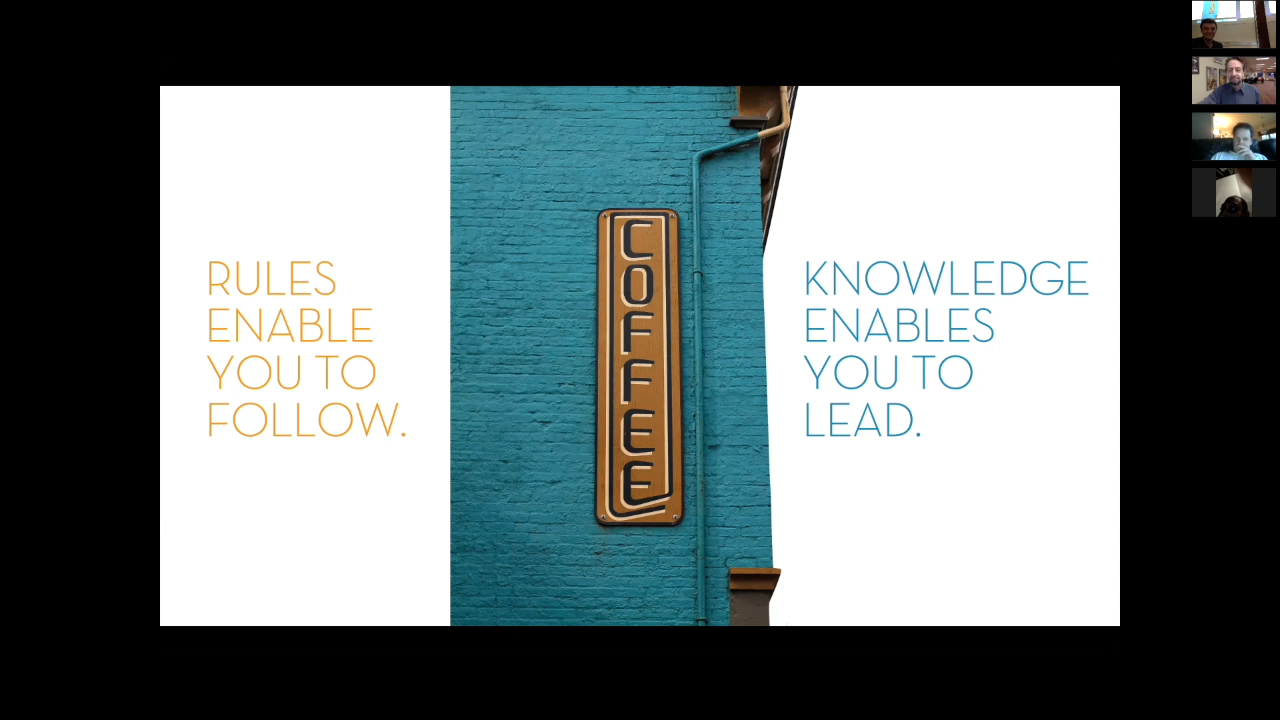 RULES
ENABLE
YOU TO
FOLLOW.
COFFEE
KNOWLEDGE
ENABLES
YOU TO
LEAD.